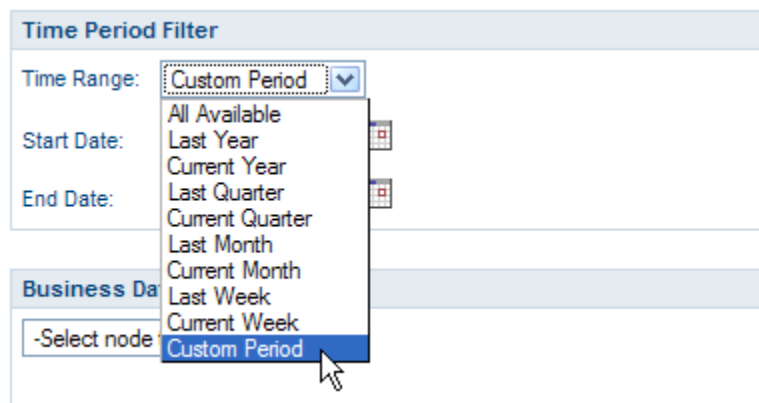 Time Period Filter
Time Range: Custom Period
All Available
Start Date: Last Year
Current Year
End Date: Last Quarter
Current Quarter
Last Month
Current Month
Business Da
Last Week
Current Week
-Select node
Custom Period